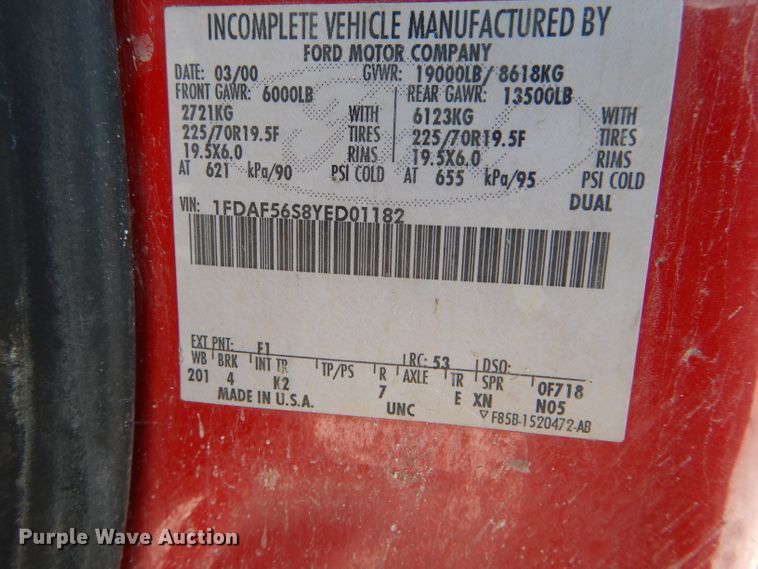 INCOMPLETE VEHICLE MANUFACTURED BY
FORD MOTOR COMPANY
DATE: 03/00 GVWR: 19000LB/ 8618KG
FRONT GAWR: 6000LB REAR GAWR: 13500LB
2721KG WITH 6123KG WITH
225/70R19.5F TIRES 225/70R19.5F TIRES
19.5X6.0 RIMS 19.5X6.0 RIMS
AT 621 kPa/90 PSI COLD AT 655 kPa/95 PSI COLD
VIN: 1FDAF56S8YED01182 DUAL
EXT PNT: F1 RC: 53 DSO:
WB BRK INT TR TP/PS R AXLE TR SPR 0F718
201 4 K2 7 E XN N05
MADE IN U.S.A. UNC F85B-1520472-AB
Purple Wave Auction